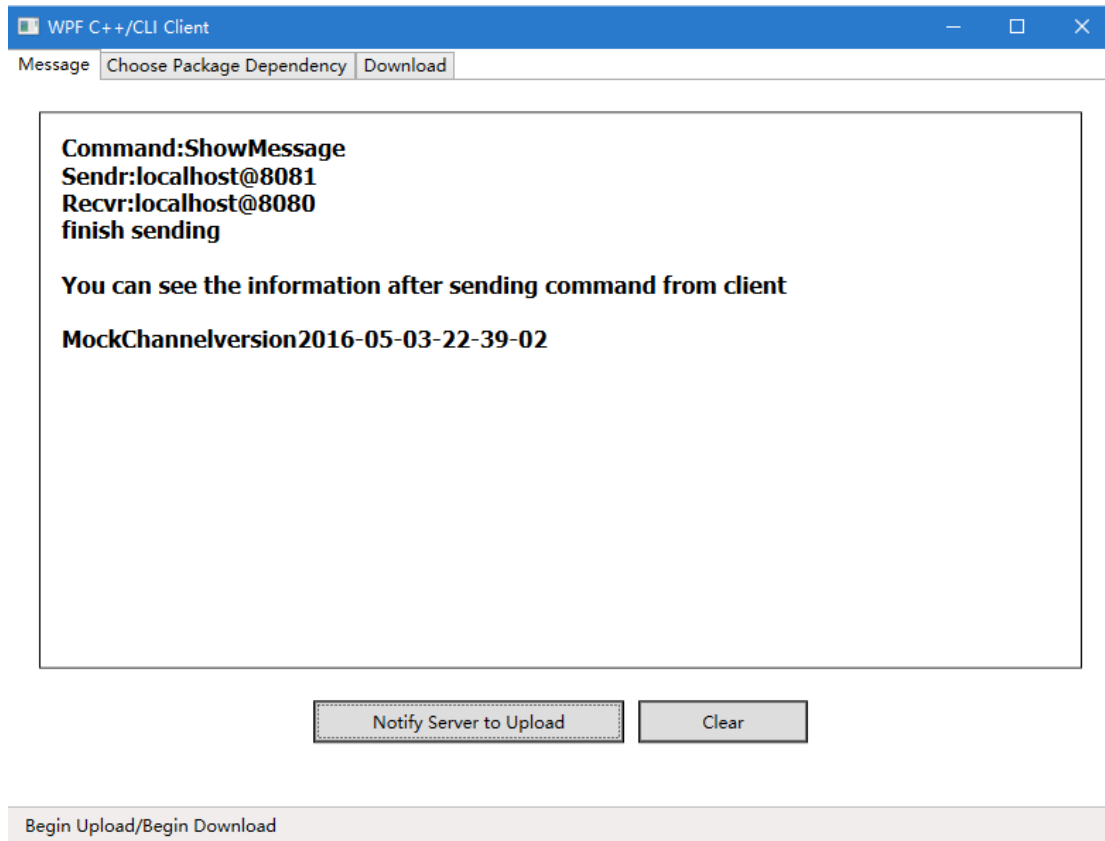 WPF C++/CLI Client
Message Choose Package Dependency Download
Command:ShowMessage
Sendr:localhost@8081
Recvr:localhost@8080
finish sending
You can see the information after sending command from client
MockChannelversion2016-05-03-22-39-02
Notify Server to Upload Clear
Begin Upload/Begin Download